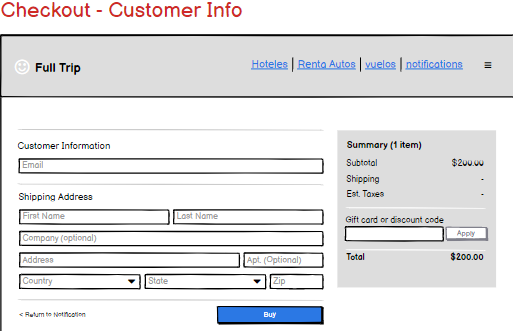 Checkout - Customer Info
Full Trip
Hoteles | Renta Autos | vuelos | notifications
Customer Information
Email
Shipping Address
First Name Last Name
Company (optional)
Address Apt. (Optional)
Country State Zip
< Return to Notification
Buy
Summary (1 item)
Subtotal $200.00
Shipping -
Est. Taxes -
Gift card or discount code
Apply
Total $200.00